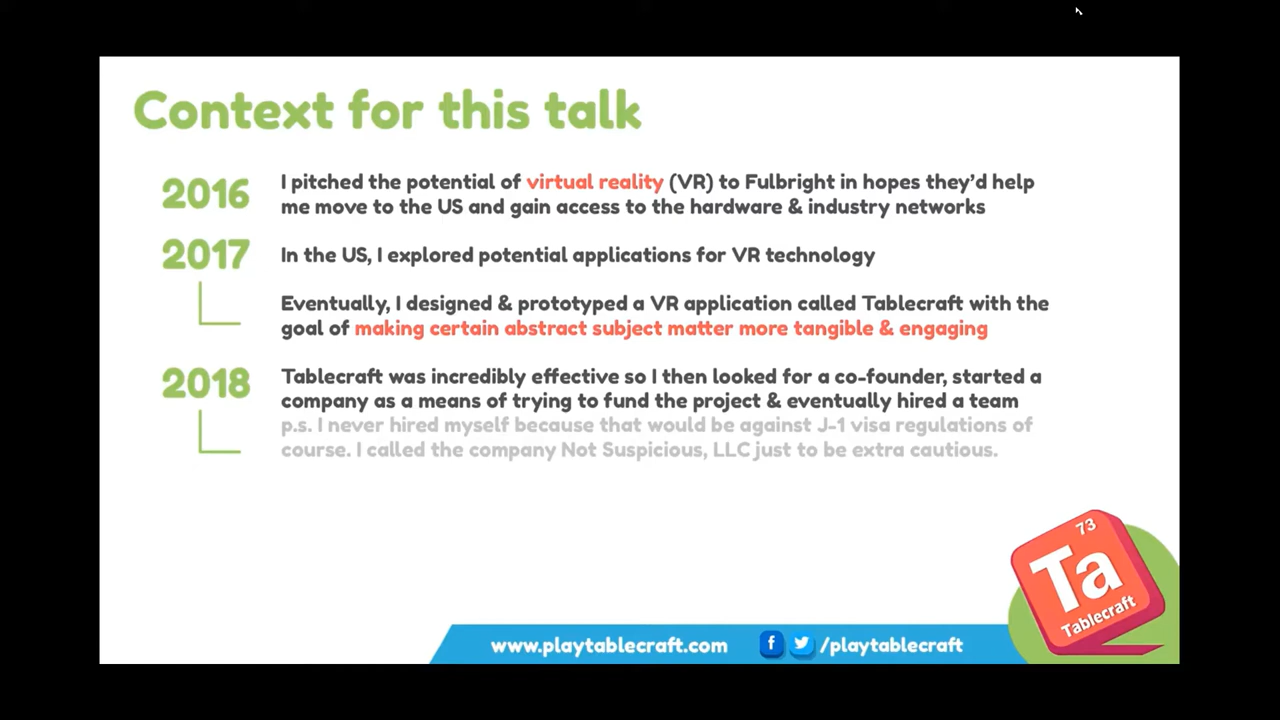 Context for this talk
2016
I pitched the potential of virtual reality (VR) to Fulbright in hopes they’d help
me move to the US and gain access to the hardware & industry networks
2017
In the US, I explored potential applications for VR technology
Eventually, I designed & prototyped a VR application called Tablecraft with the
goal of making certain abstract subject matter more tangible & engaging
2018
Tablecraft was incredibly effective so I then looked for a co-founder, started a
company as a means of trying to fund the project & eventually hired a team
p.s. I never hired myself because that would be against J-1 visa regulations of
course. I called the company Not Suspicious, LLC just to be extra cautious.
73
Ta
Tablecraft
www.playtablecraft.com
f
/playtablecraft